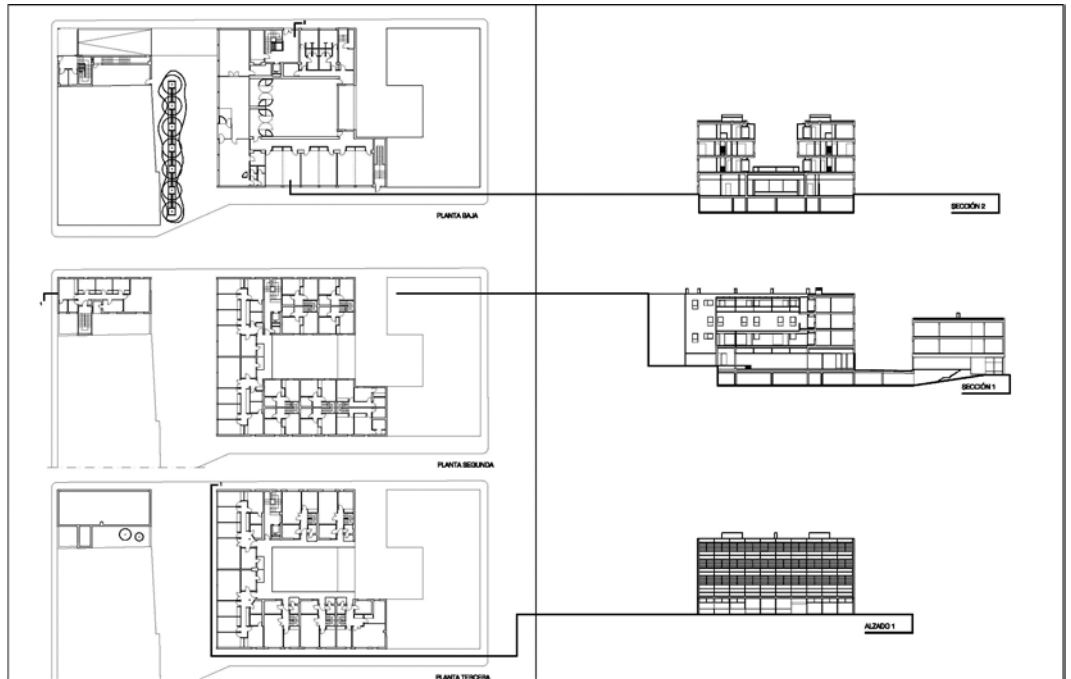 PLANTA BAJA
SECCIÓN 2
PLANTA SEGUNDA
SECCIÓN 1
ALZADO 1
PLANTA TERCERA